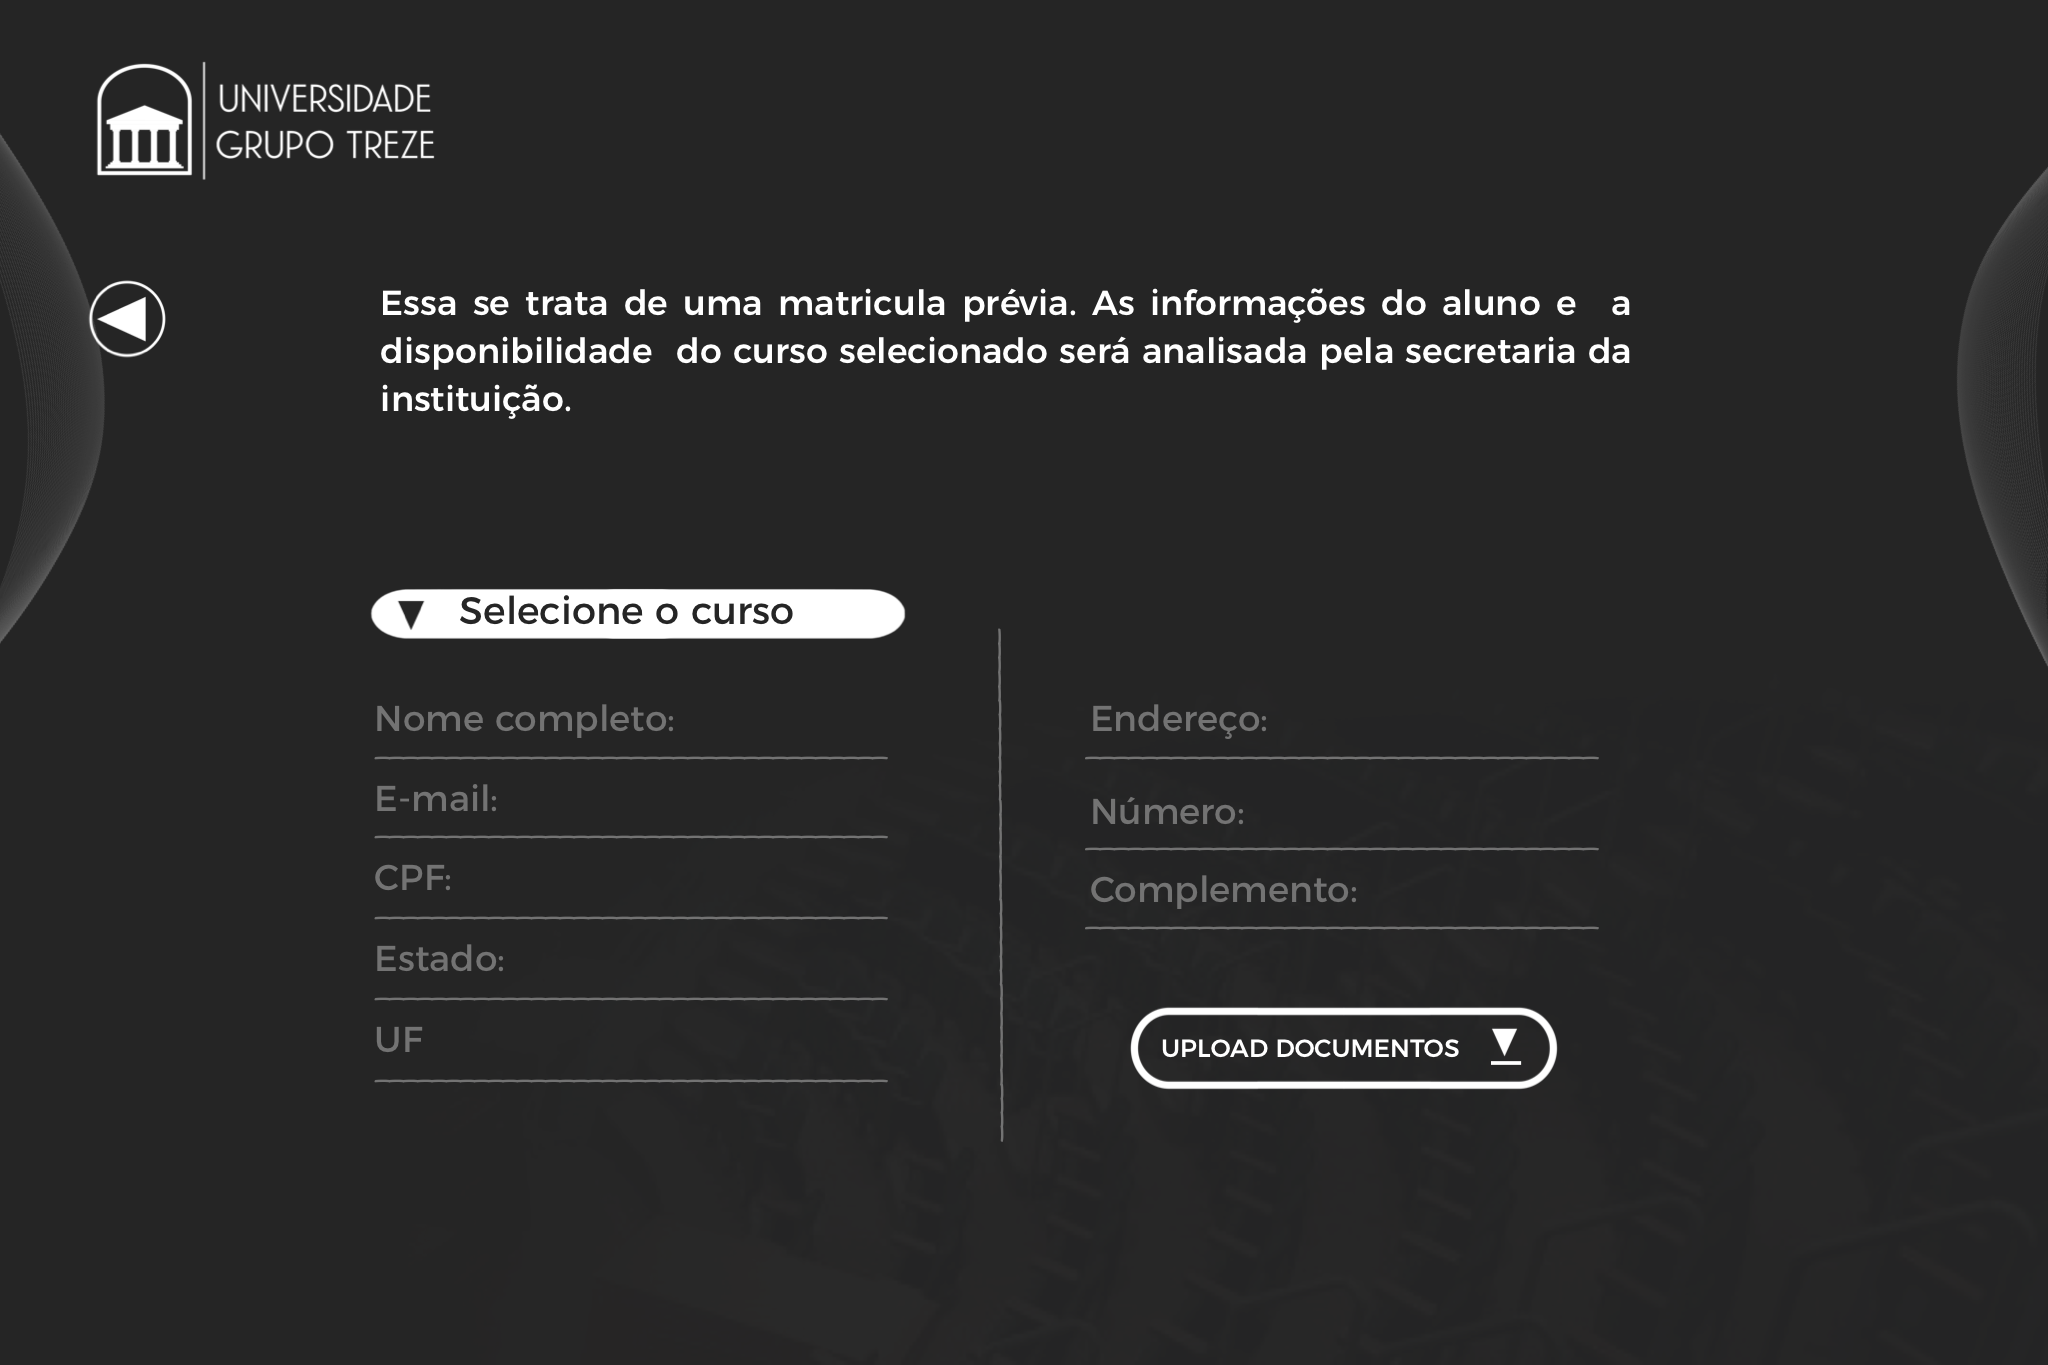 UNIVERSIDADE
GRUPO TREZE
Essa se trata de uma matricula prévia. As informações do aluno e a
disponibilidade do curso selecionado será analisada pela secretaria da
instituição.
Selecione o curso
Nome completo:
E-mail:
CPF:
Estado:
UF
Endereço:
Número:
Complemento:
UPLOAD DOCUMENTOS